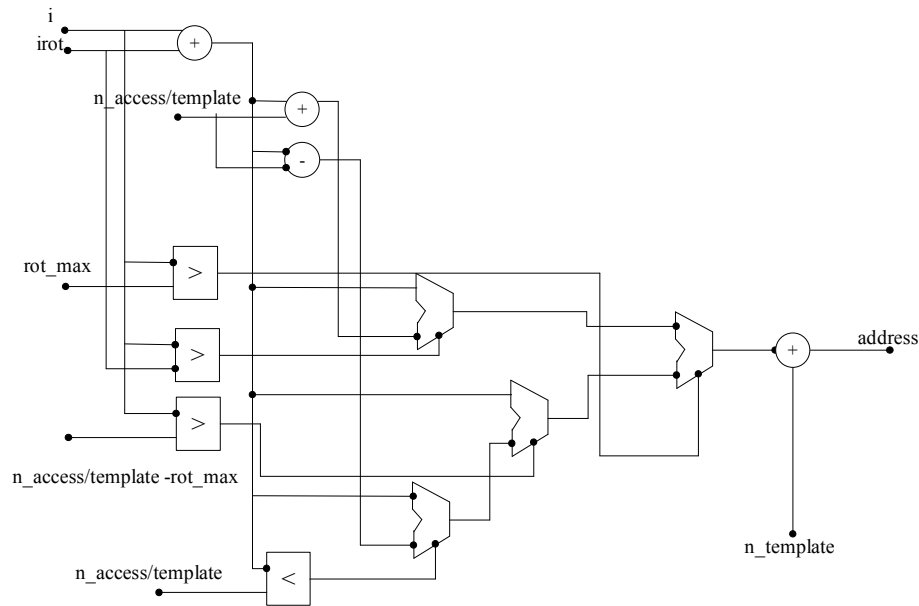 i
irot
+
n_access/template
+
-
rot_max
>
>
address
+
>
n_access/template -rot_max
n_template
n_access/template
<